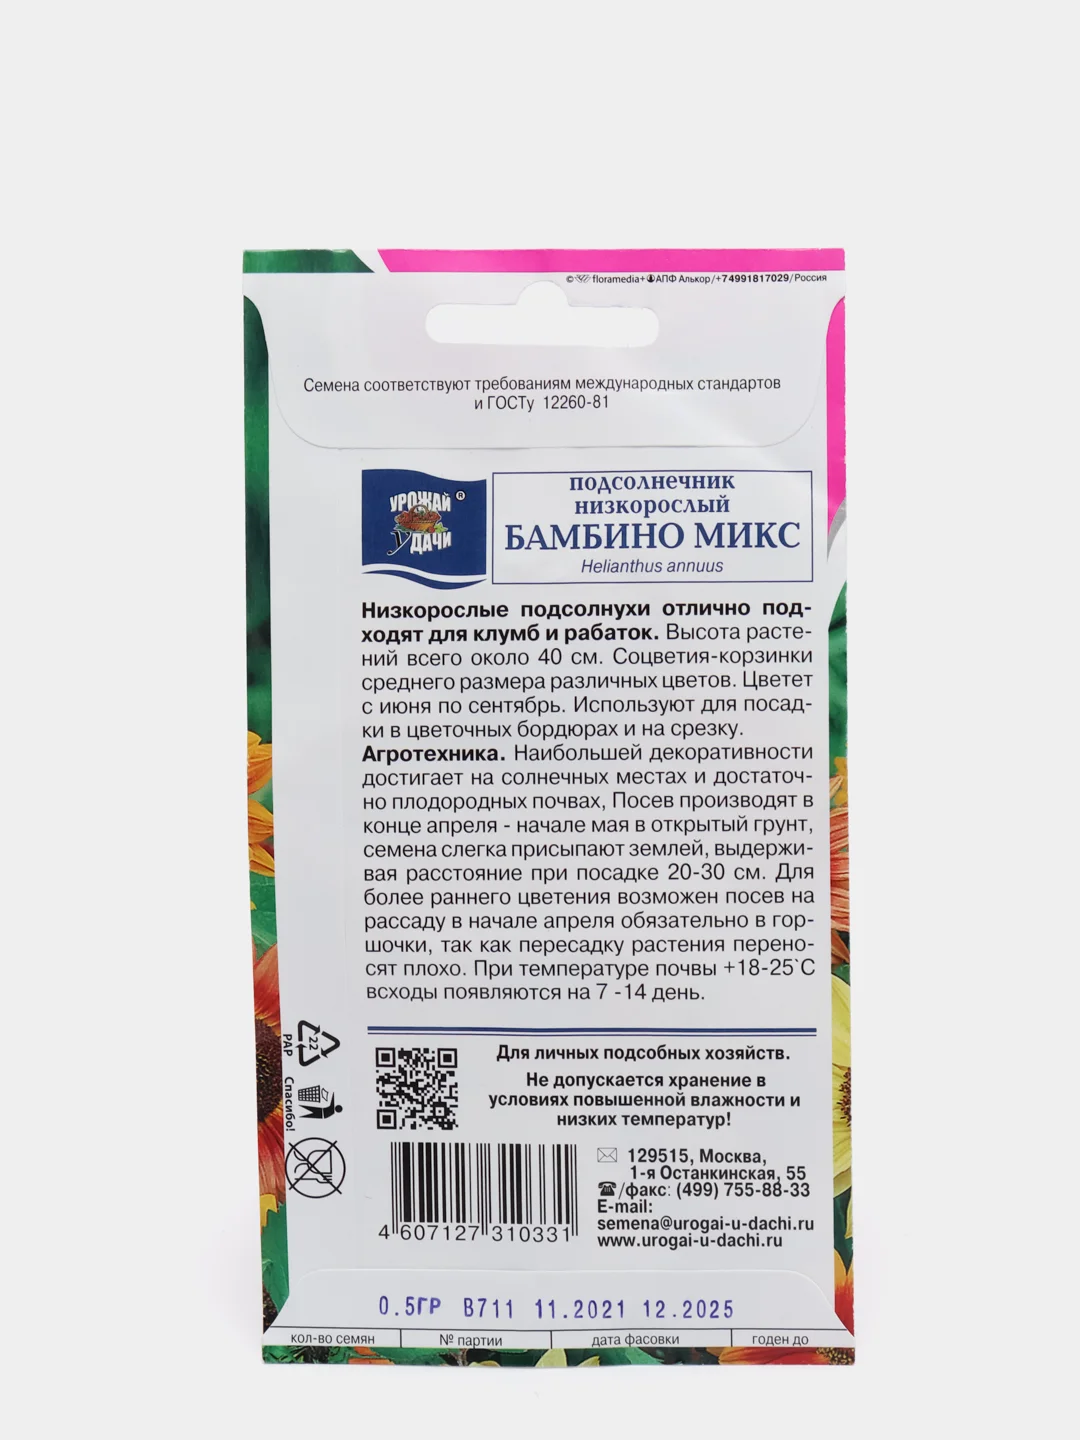 © floramedia+ АПФ Алькор/+74991817029/Россия
Семена соответствуют требованиям международных стандартов
и ГОСТу 12260-81
УРОЖАЙ ®
УДАЧИ
подсолнечник
низкорослый
БАМБИНО МИКС
Helianthus annuus
Низкорослые подсолнухи отлично под-
ходят для клумб и рабаток. Высота расте-
ний всего около 40 см. Соцветия-корзинки
среднего размера различных цветов. Цветет
с июня по сентябрь. Используют для посад-
ки в цветочных бордюрах и на срезку.
Агротехника. Наибольшей декоративности
достигает на солнечных местах и достаточ-
но плодородных почвах, Посев производят в
конце апреля - начале мая в открытый грунт,
семена слегка присыпают землей, выдержи-
вая расстояние при посадке 20-30 см. Для
более раннего цветения возможен посев на
рассаду в начале апреля обязательно в гор-
шочки, так как пересадку растения перено-
сят плохо. При температуре почвы +18-25`С
всходы появляются на 7 -14 день.
22
PAP
Спасибо!
Для личных подсобных хозяйств.
Не допускается хранение в
условиях повышенной влажности и
низких температур!
129515, Москва,
1-я Останкинская, 55
/факс: (499) 755-88-33
E-mail:
semena@urogai-u-dachi.ru
www.urogai-u-dachi.ru
4 607127 310331
0.5ГР В711 11.2021 12.2025
кол-во семян № партии дата фасовки годен до